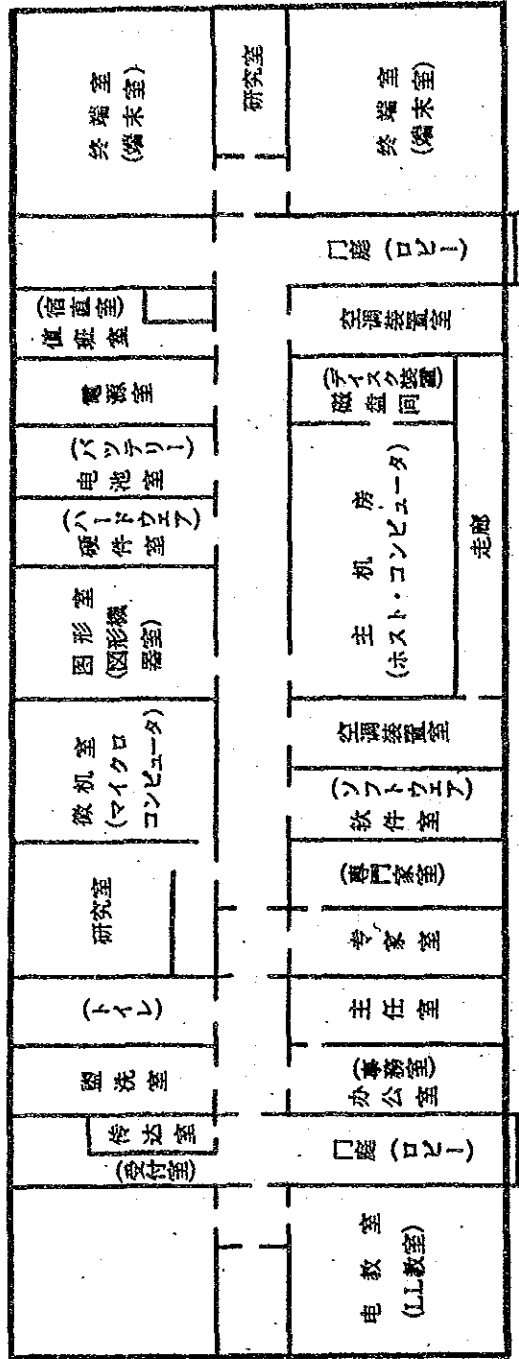 传达室
(受付室)
盥洗室
(トイレ)
研究室
微机室
(マイクロ
コンピュータ)
图形室
(図形機
器室)
(ハードウェア)
硬件室
(バッテリー)
电池室
電源室
(宿直室)
值班室
终端室
(端末室)
研究室
电教室
(LL教室)
门庭(ロビー)
(事務室)
办公室
主任室
专家室
(専門家室)
(ソフトウェア)
软件室
空调装置室
主机房
(ホスト・コンピュータ)
(ディスク装置)
磁盘间
走廊
空调装置室
门庭(ロビー)
终端室
(端末室)